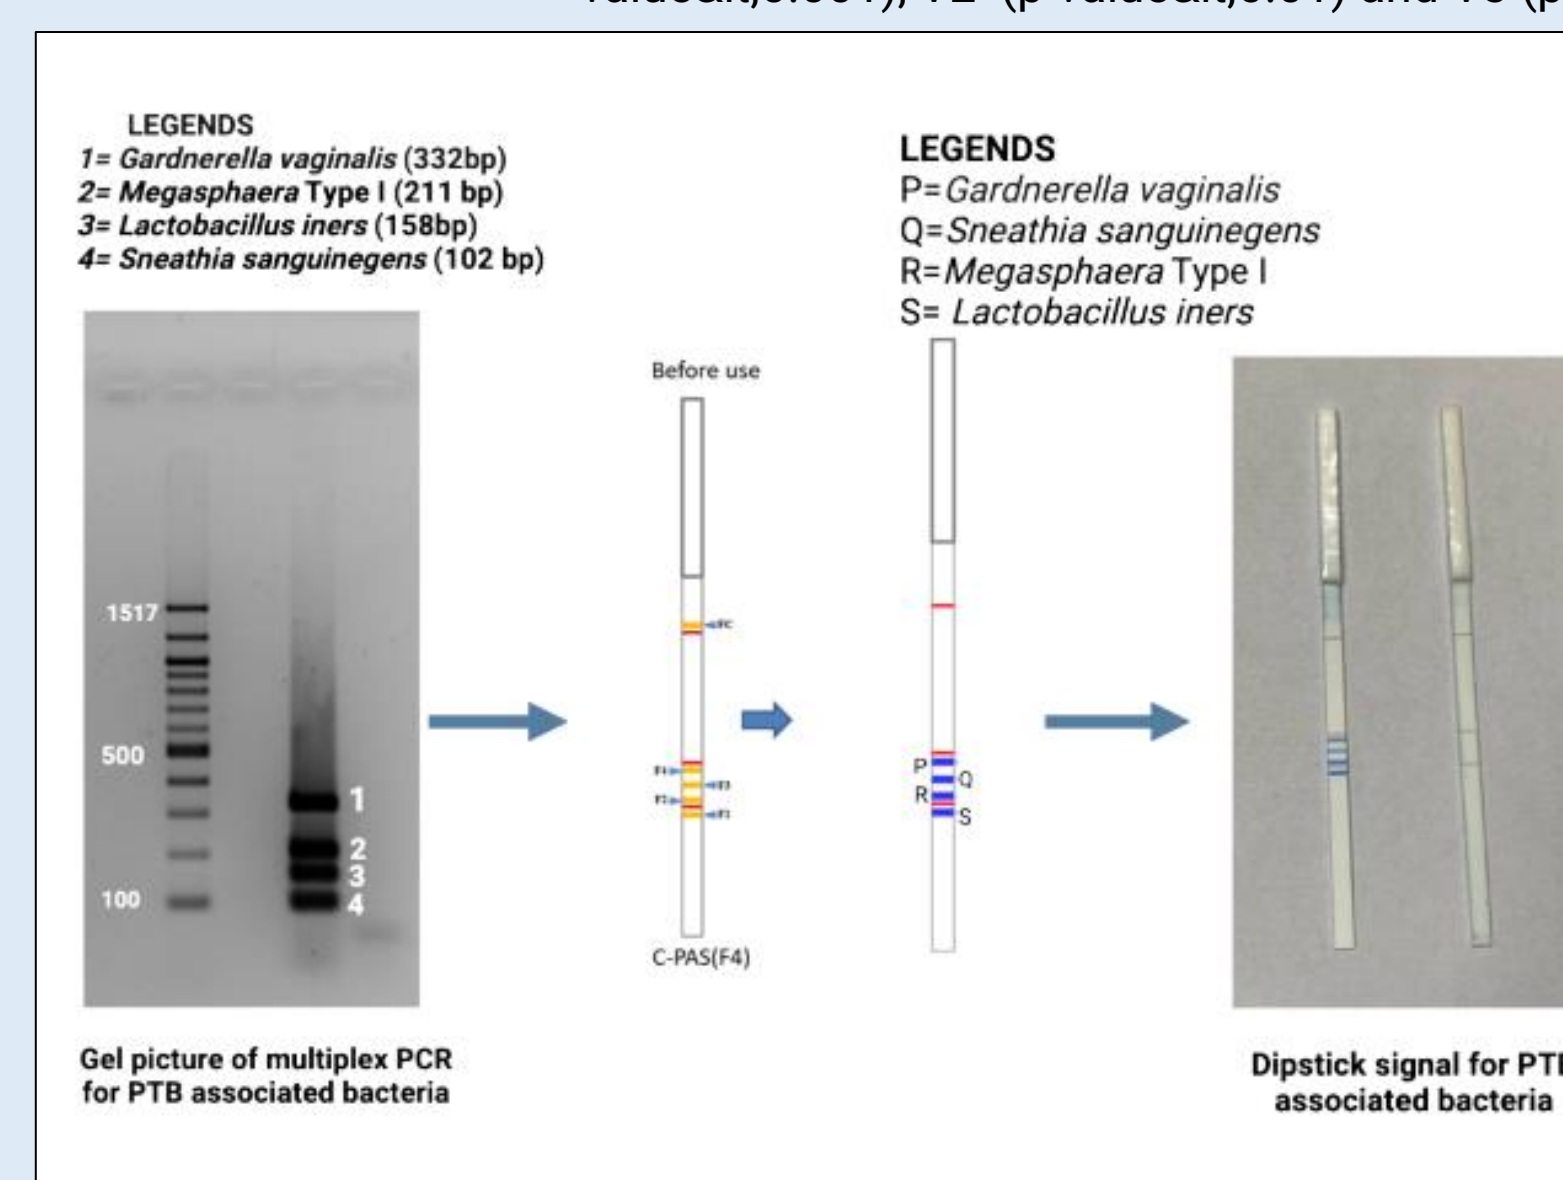 LEGENDS
1= Gardnerella vaginalis (332bp)
2= Megasphaera Type I (211 bp)
3= Lactobacillus iners (158bp)
4= Sneathia sanguinegens (102 bp)
1517
500
100
1
2
3
4
Gel picture of multiplex PCR
for PTB associated bacteria
Before use
C-PAS(F4)
LEGENDS
P=Gardnerella vaginalis
Q=Sneathia sanguinegens
R=Megasphaera Type I
S= Lactobacillus iners
P
Q
R
S
Dipstick signal for
associated bacteria